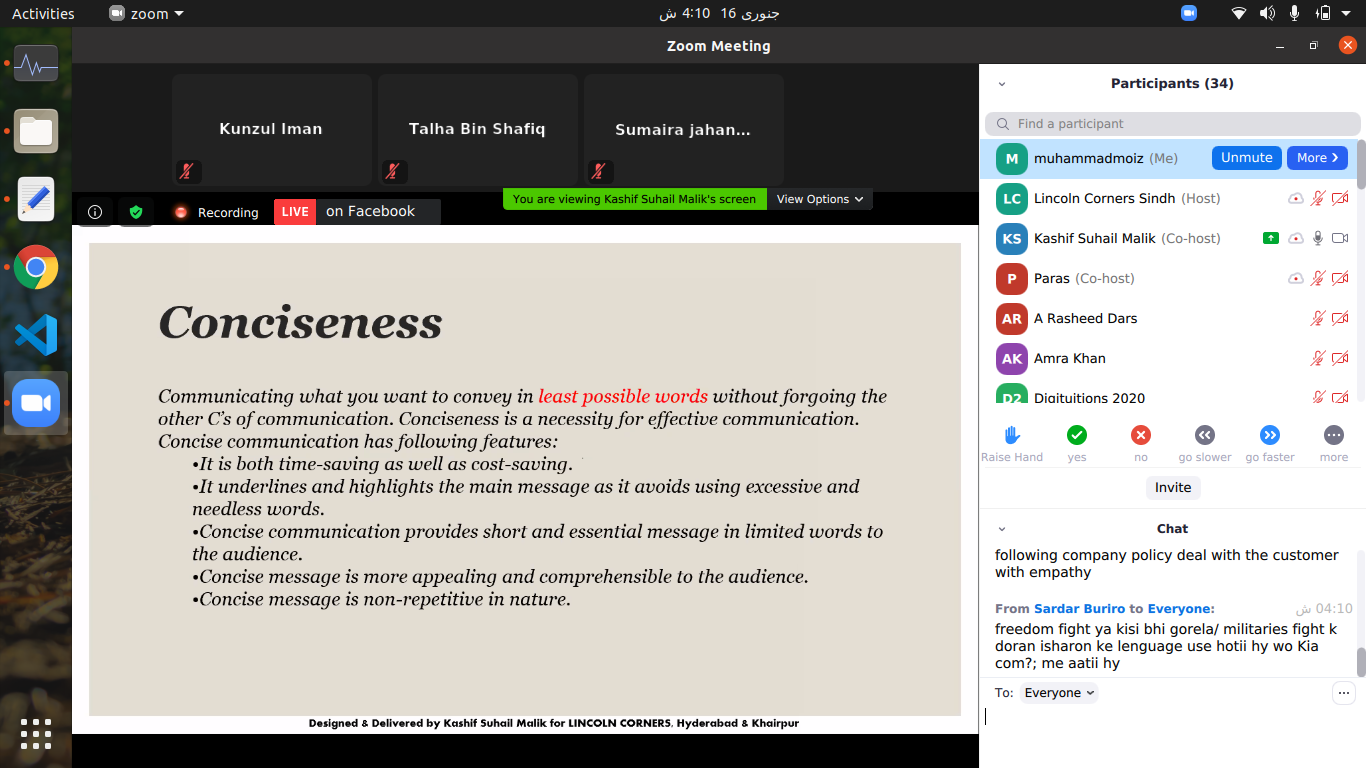 Activities
zoom
جنوری 16  4:10 ش
Zoom Meeting
Kunzul Iman
Talha Bin Shafiq
Sumaira jahan...
Recording
LIVE on Facebook
You are viewing Kashif Suhail Malik's screen
View Options
Conciseness
Communicating what you want to convey in least possible words without forgoing the
other C's of communication. Conciseness is a necessity for effective communication.
Concise communication has following features:
•It is both time-saving as well as cost-saving.
•It underlines and highlights the main message as it avoids using excessive and
needless words.
•Concise communication provides short and essential message in limited words to
the audience.
•Concise message is more appealing and comprehensible to the audience.
•Concise message is non-repetitive in nature.
Designed & Delivered by Kashif Suhail Malik for LINCOLN CORNERS, Hyderabad & Khairpur
Participants (34)
Find a participant
M muhammadmoiz (Me) Unmute More
LC Lincoln Corners Sindh (Host)
KS Kashif Suhail Malik (Co-host)
P Paras (Co-host)
AR A Rasheed Dars
AK Amra Khan
D2 Digituitions 2020
Raise Hand yes no go slower go faster more
Invite
Chat
following company policy deal with the customer
with empathy
From Sardar Buriro to Everyone: 04:10 ش
freedom fight ya kisi bhi gorela/ militaries fight k
doran isharon ke lenguage use hotii hy wo Kia
com?; me aatii hy
To: Everyone